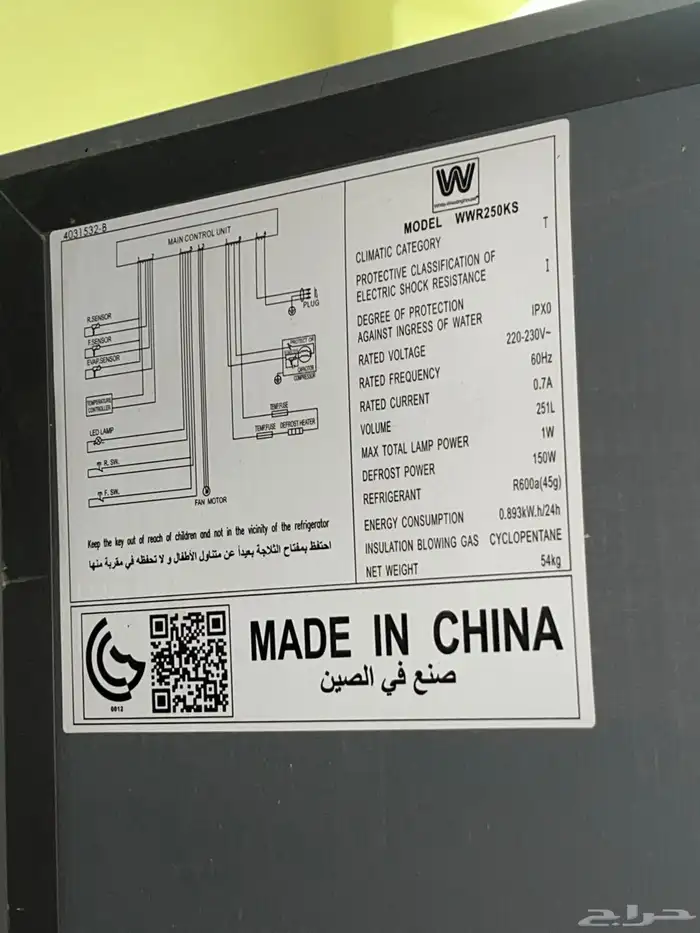 4031532-B
MAIN CONTROL UNIT
PLUG
R.SENSOR
F.SENSOR
EVAP.SENSOR
PROTECT OR
CAPACITOR
COMPRESSOR
TEMPERATURE
CONTROLLER
TEMP.FUSE
TEMP.FUSE DEFROST HEATER
LED LAMP
R. SW.
F. SW.
FAN MOTOR
Keep the key out of reach of children and not in the vicinity of the refrigerator
احتفظ بمفتاح الثلاجة بعيداً عن متناول الأطفال و لا تحفظه في مقربة منها
W
White-Westinghouse
MODEL WWR250KS
CLIMATIC CATEGORY T
PROTECTIVE CLASSIFICATION OF
ELECTRIC SHOCK RESISTANCE I
DEGREE OF PROTECTION
AGAINST INGRESS OF WATER IPX0
RATED VOLTAGE 220-230V~
RATED FREQUENCY 60Hz
RATED CURRENT 0.7A
VOLUME 251L
MAX TOTAL LAMP POWER 1W
DEFROST POWER 150W
REFRIGERANT R600a(45g)
ENERGY CONSUMPTION 0.893kW.h/24h
INSULATION BLOWING GAS CYCLOPENTANE
NET WEIGHT 54kg
0012
MADE IN CHINA
صنع في الصين
حراج